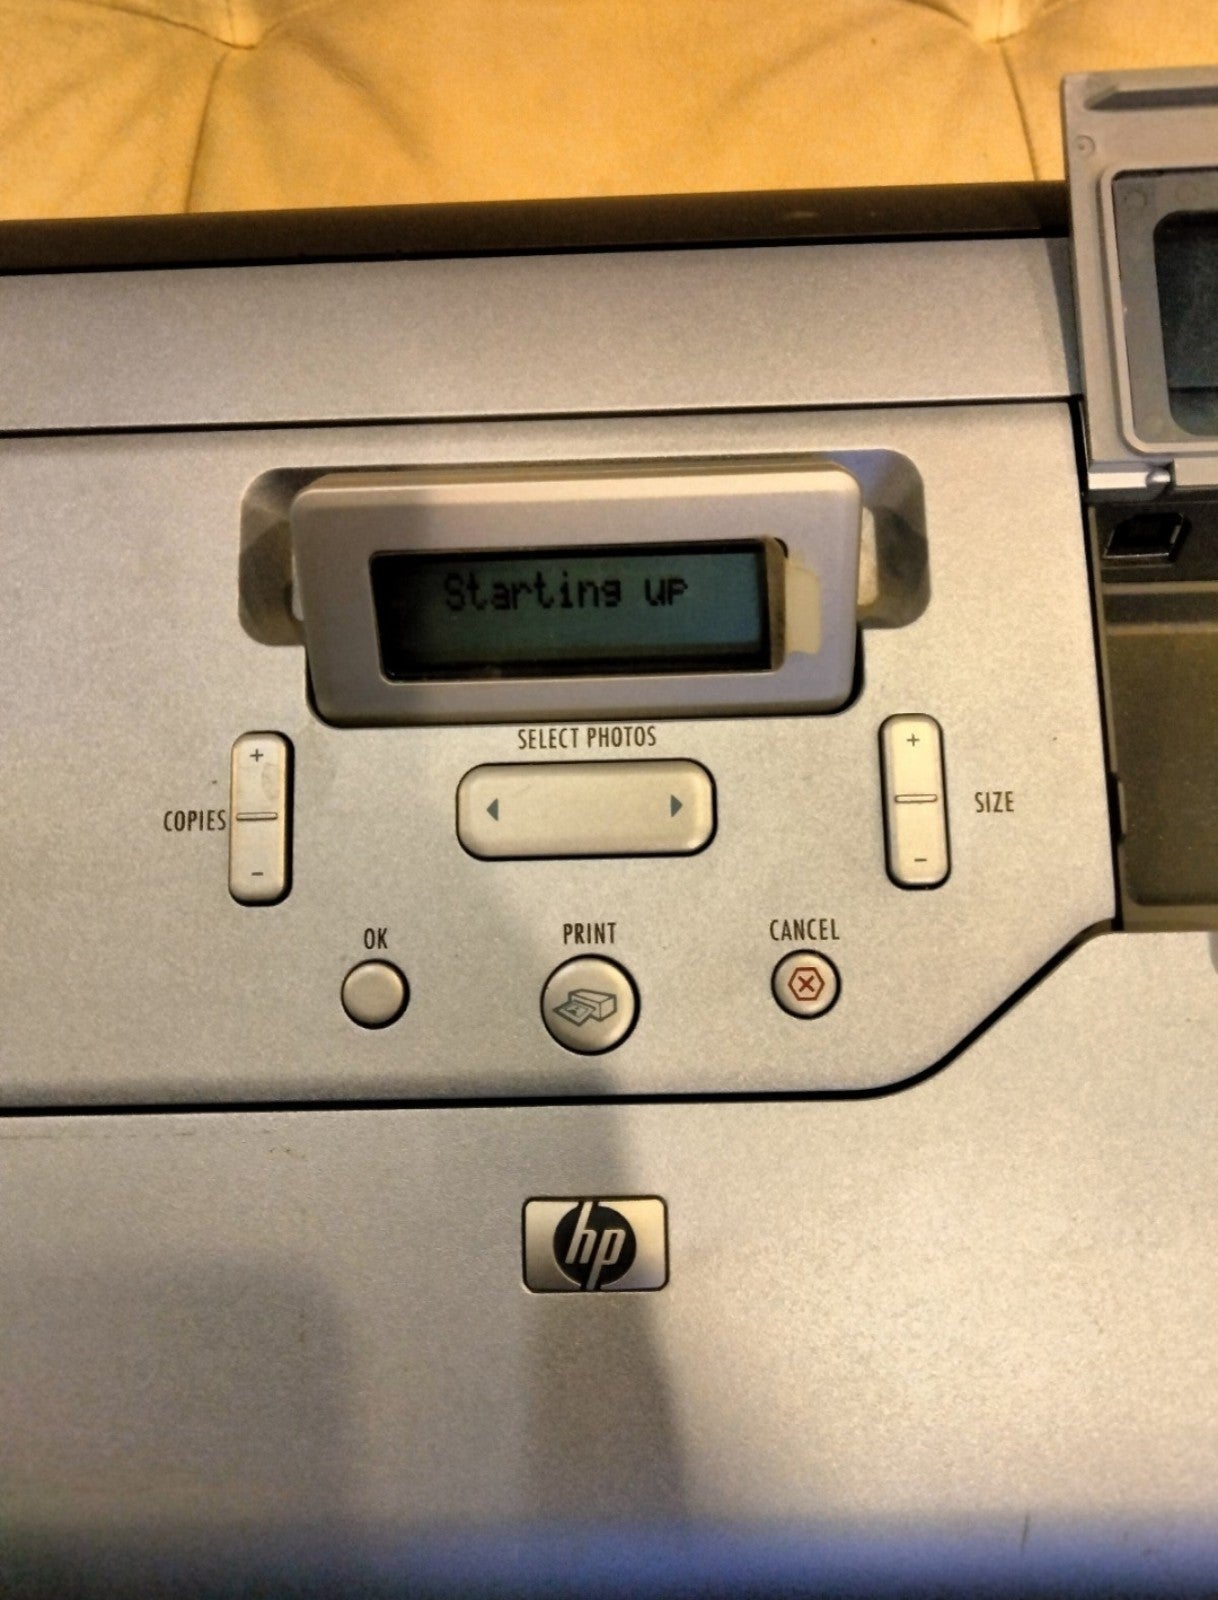 Starting up
SELECT PHOTOS
+
+
COPIES
SIZE
-
-
OK
PRINT
CANCEL
hp